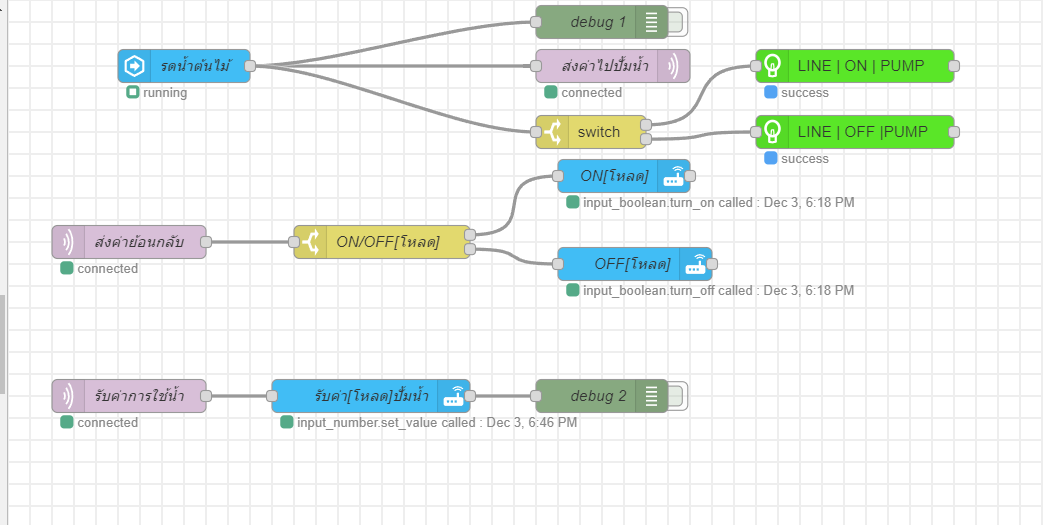 debug 1
รดน้ำต้นไม้
running
ส่งค่าไปปั้มน้ำ
connected
LINE | ON | PUMP
success
switch
LINE | OFF |PUMP
success
ON[โหลด]
input_boolean.turn_on called : Dec 3, 6:18 PM
ส่งค่าย้อนกลับ
connected
ON/OFF[โหลด]
OFF[โหลด]
input_boolean.turn_off called : Dec 3, 6:18 PM
รับค่าการใช้น้ำ
connected
รับค่า[โหลด]ปั้มน้ำ
input_number.set_value called : Dec 3, 6:46 PM
debug 2